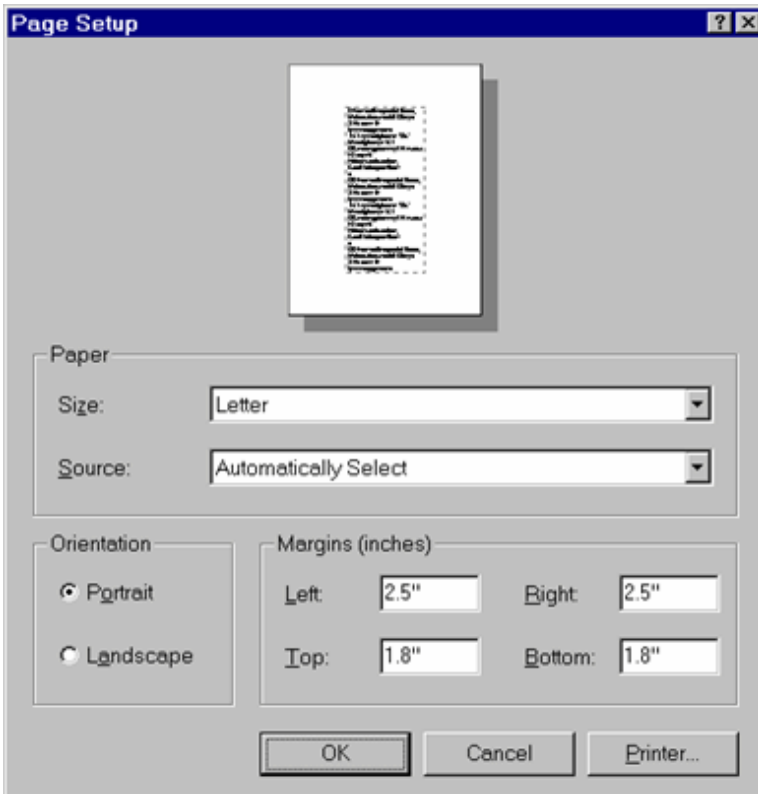 Page Setup
Paper
Size: Letter
Source: Automatically Select
Orientation
Portrait
Landscape
Margins (inches)
Left: 2.5" Right: 2.5"
Top: 1.8" Bottom: 1.8"
OK Cancel Printer...